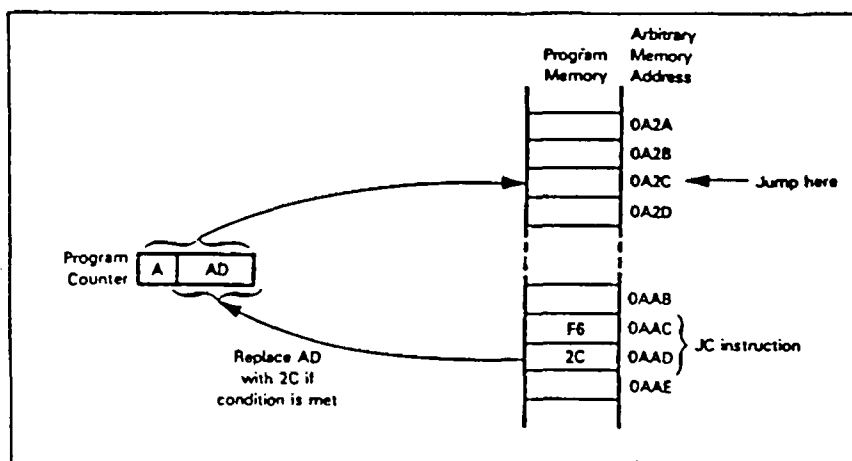 Program
Memory
Arbitrary
Memory
Address
0A2A
0A2B
0A2C
Jump here
0A2D
Program
Counter
A
AD
0AAB
F6
0AAC
2C
0AAD
JC instruction
0AAE
Replace AD
with 2C if
condition is met